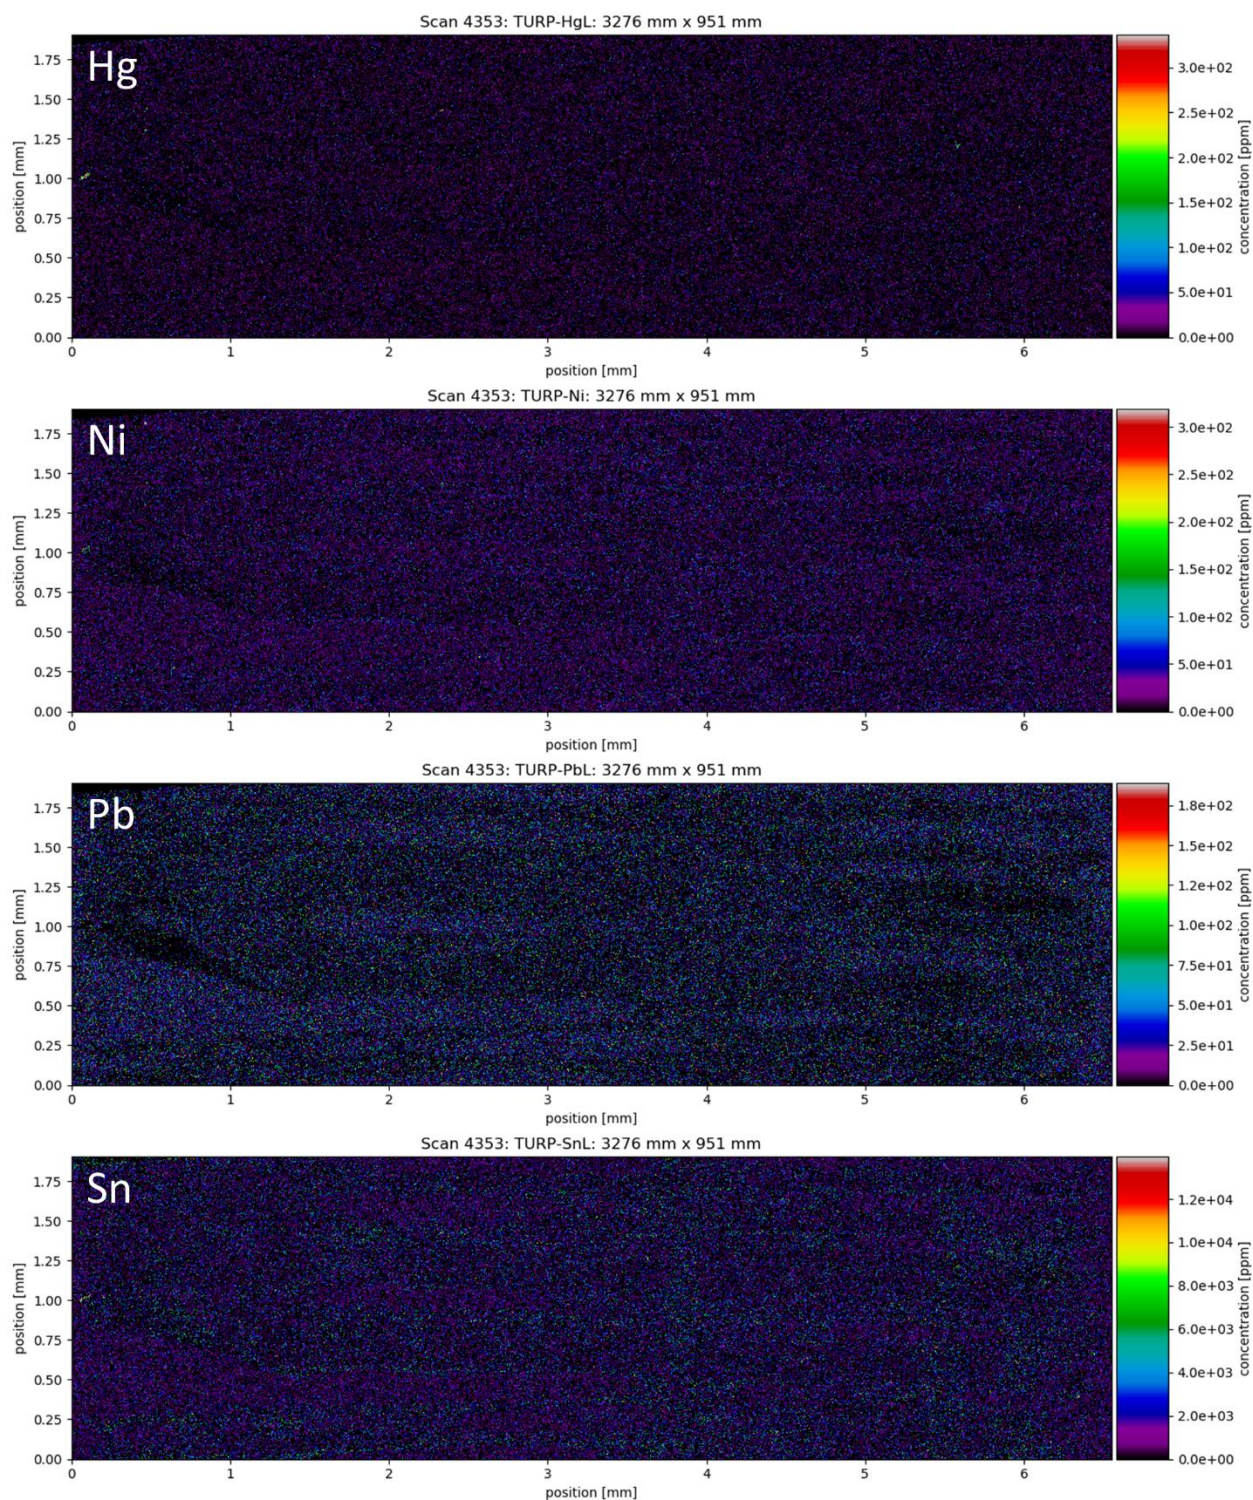 Scan 4353: TURP-HgL: 3276 mm x 951 mm
Hg
position [mm]
1.75
1.50
1.25
1.00
0.75
0.50
0.25
0.00
0 1 2 3 4 5 6
position [mm]
3.0e+02
2.5e+02
2.0e+02
1.5e+02
1.0e+02
5.0e+01
0.0e+00
concentration [ppm]
Scan 4353: TURP-Ni: 3276 mm x 951 mm
Ni
position [mm]
1.75
1.50
1.25
1.00
0.75
0.50
0.25
0.00
0 1 2 3 4 5 6
position [mm]
3.0e+02
2.5e+02
2.0e+02
1.5e+02
1.0e+02
5.0e+01
0.0e+00
concentration [ppm]
Scan 4353: TURP-PbL: 3276 mm x 951 mm
Pb
position [mm]
1.75
1.50
1.25
1.00
0.75
0.50
0.25
0.00
0 1 2 3 4 5 6
position [mm]
1.8e+02
1.5e+02
1.2e+02
1.0e+02
7.5e+01
5.0e+01
2.5e+01
0.0e+00
concentration [ppm]
Scan 4353: TURP-SnL: 3276 mm x 951 mm
Sn
position [mm]
1.75
1.50
1.25
1.00
0.75
0.50
0.25
0.00
0 1 2 3 4 5 6
position [mm]
1.2e+04
1.0e+04
8.0e+03
6.0e+03
4.0e+03
2.0e+03
0.0e+00
concentration [ppm]